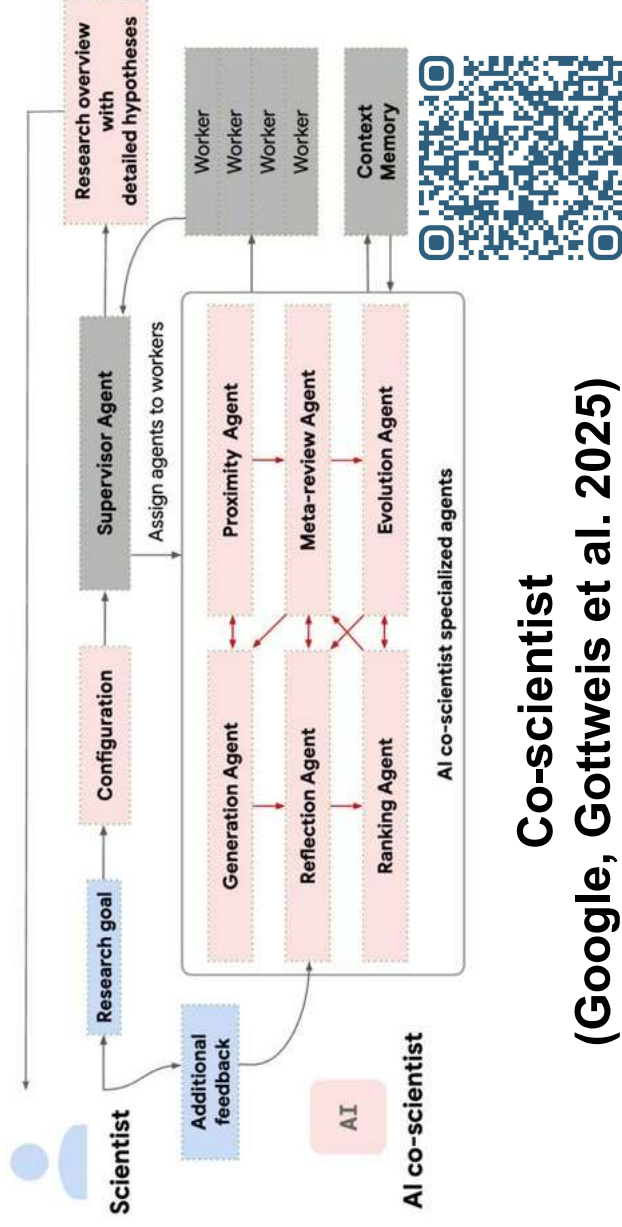 Scientist
Research goal
Configuration
Supervisor Agent
Research overview
with
detailed hypotheses
Additional
feedback
Assign agents to workers
Generation Agent
Proximity Agent
Reflection Agent
Meta-review Agent
Ranking Agent
Evolution Agent
AI co-scientist specialized agents
Worker
Worker
Worker
Worker
Context
Memory
AI
AI co-scientist
Co-scientist
(Google, Gottweis et al. 2025)